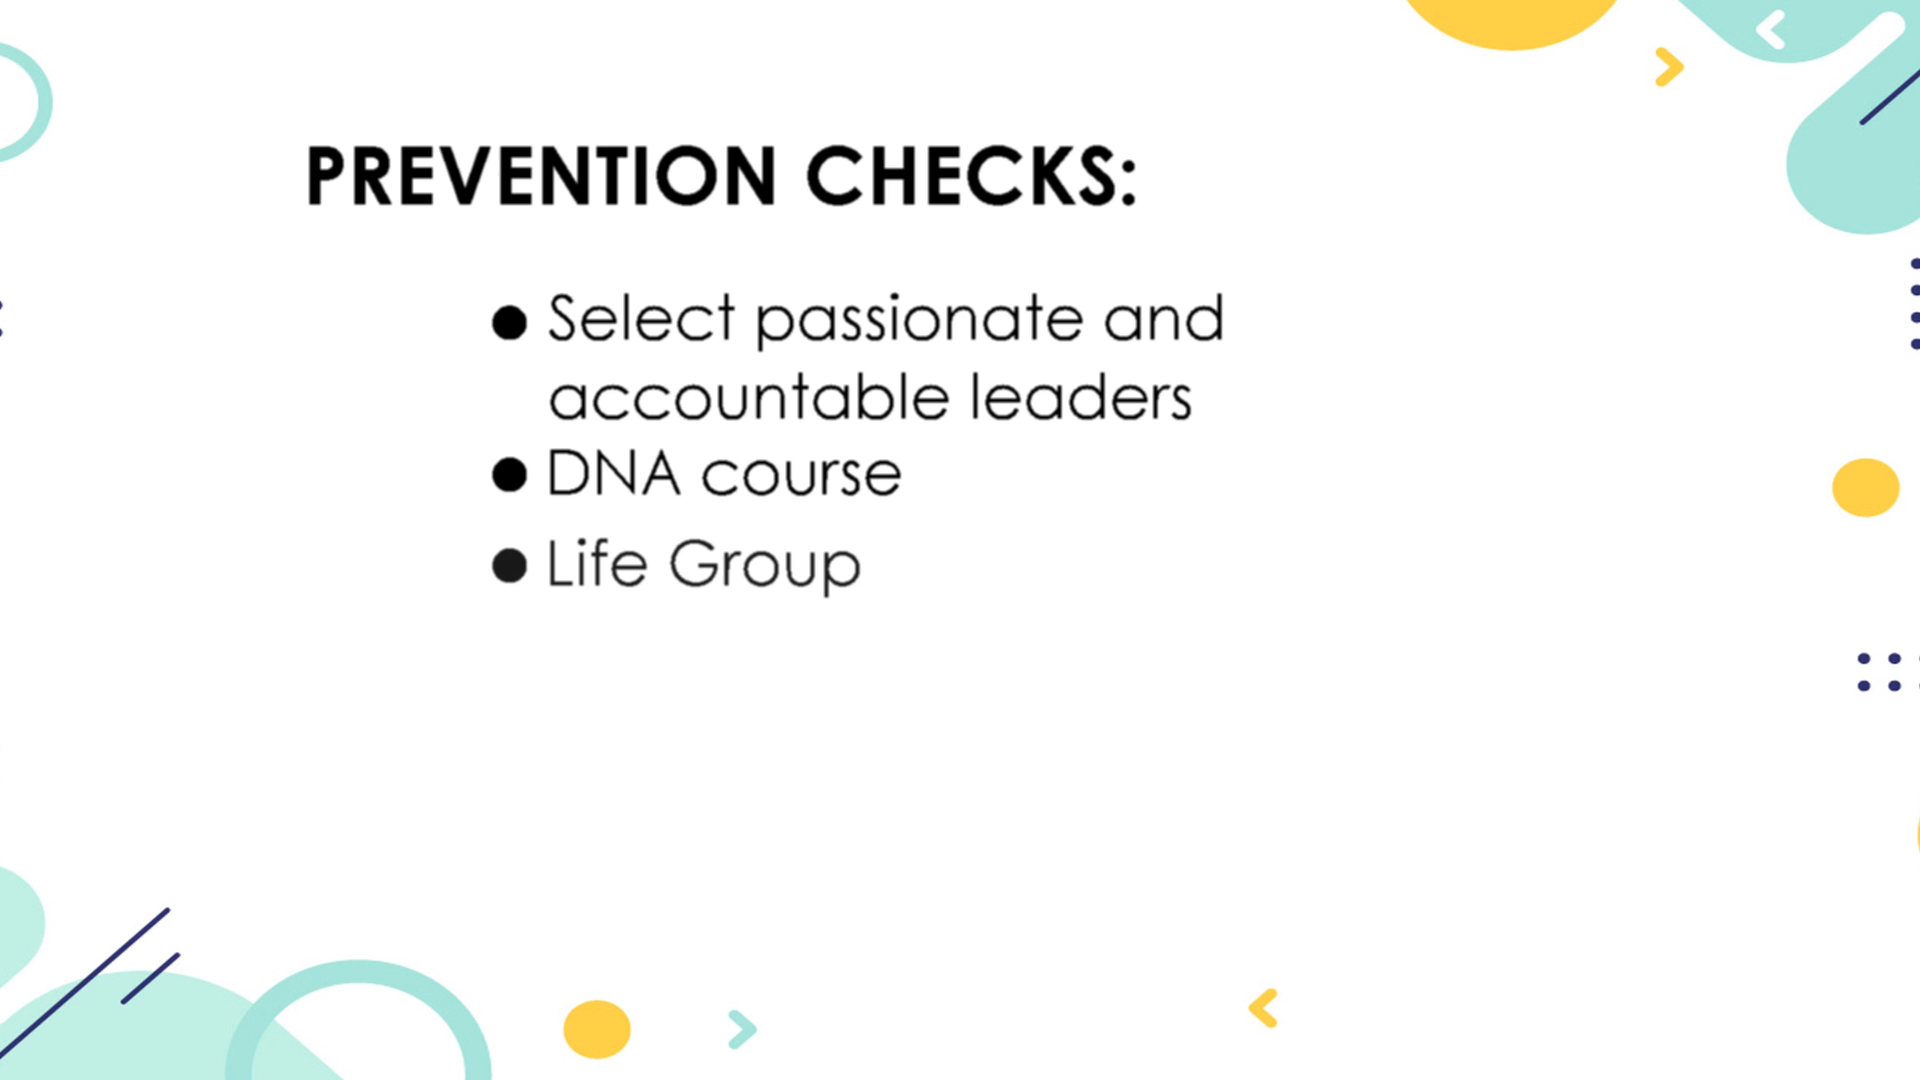 PREVENTION CHECKS:
● Select passionate and
accountable leaders
● DNA course
● Life Group